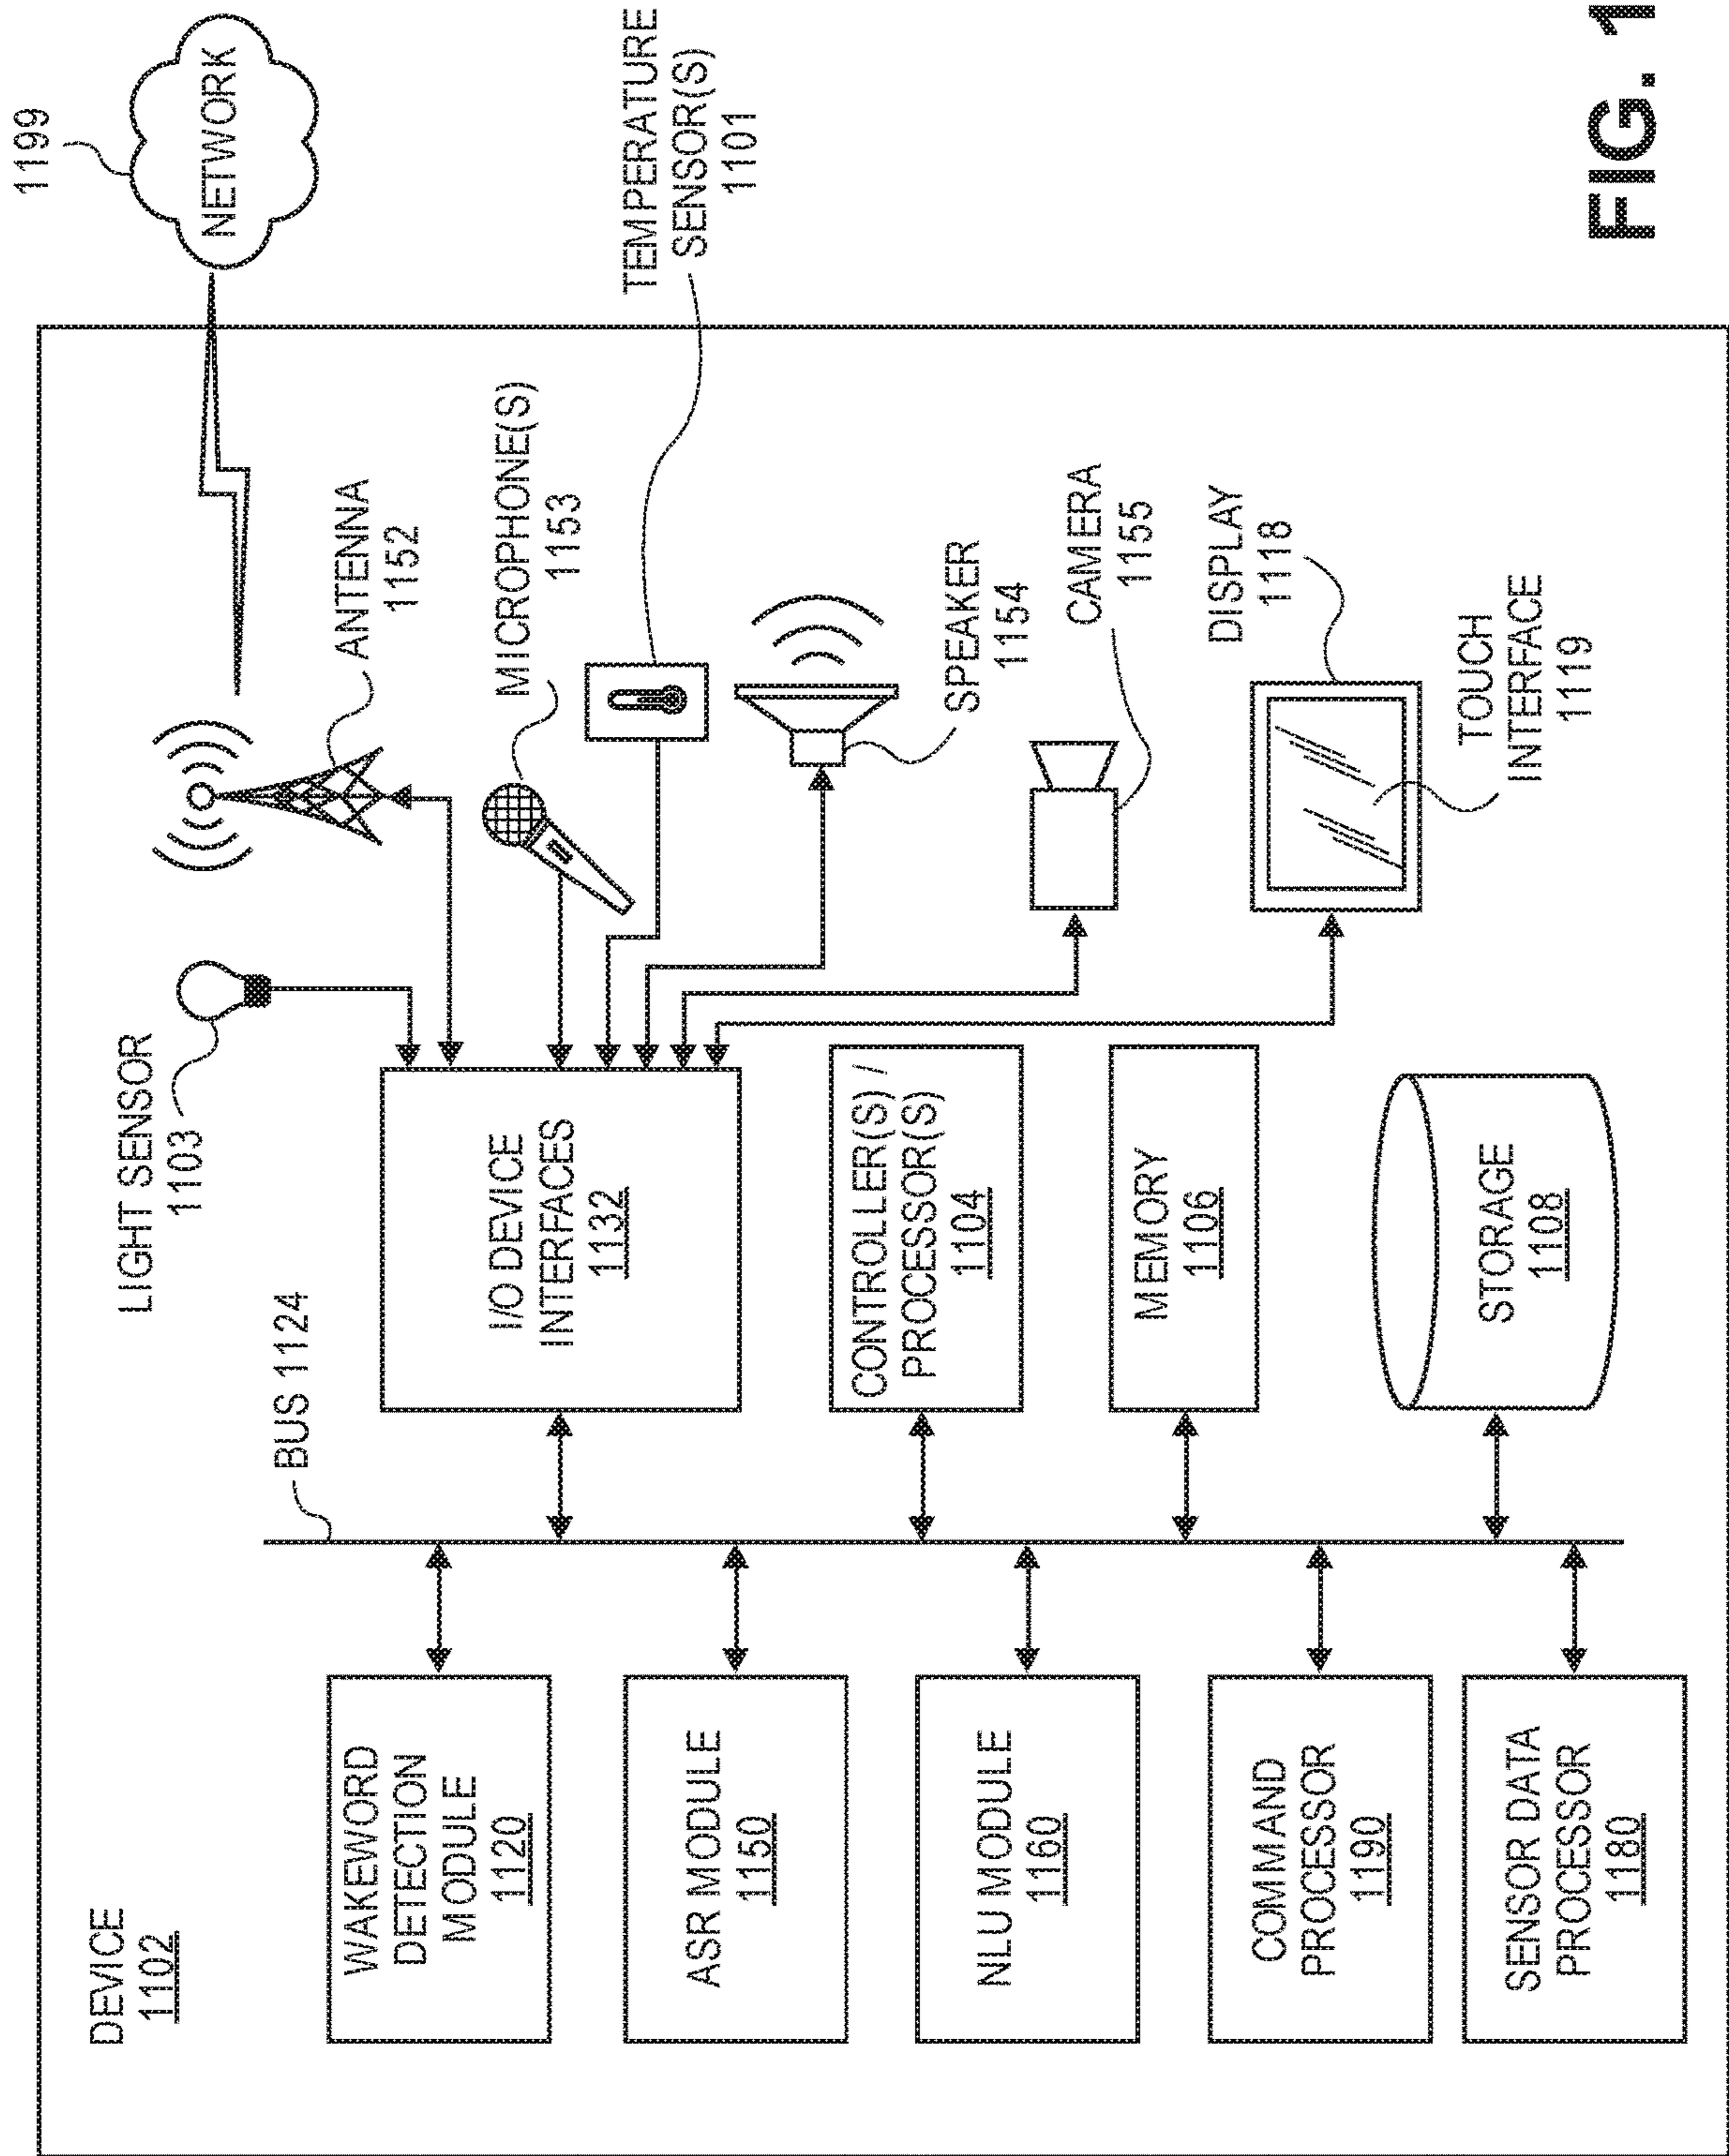 DEVICE
1102
WAKEWORD
DETECTION
MODULE
1120
ASR MODULE
1150
NLU MODULE
1160
COMMAND
PROCESSOR
1190
SENSOR DATA
PROCESSOR
1180
BUS 1124
LIGHT SENSOR
1103
I/O DEVICE
INTERFACES
1132
CONTROLLER(S) /
PROCESSOR(S)
1104
MEMORY
1106
STORAGE
1108
ANTENNA
1152
MICROPHONE(S)
1153
TEMPERATURE
SENSOR(S)
1101
SPEAKER
1154
CAMERA
1155
DISPLAY
1118
TOUCH
INTERFACE
1119
1199
NETWORK
FIG. 1